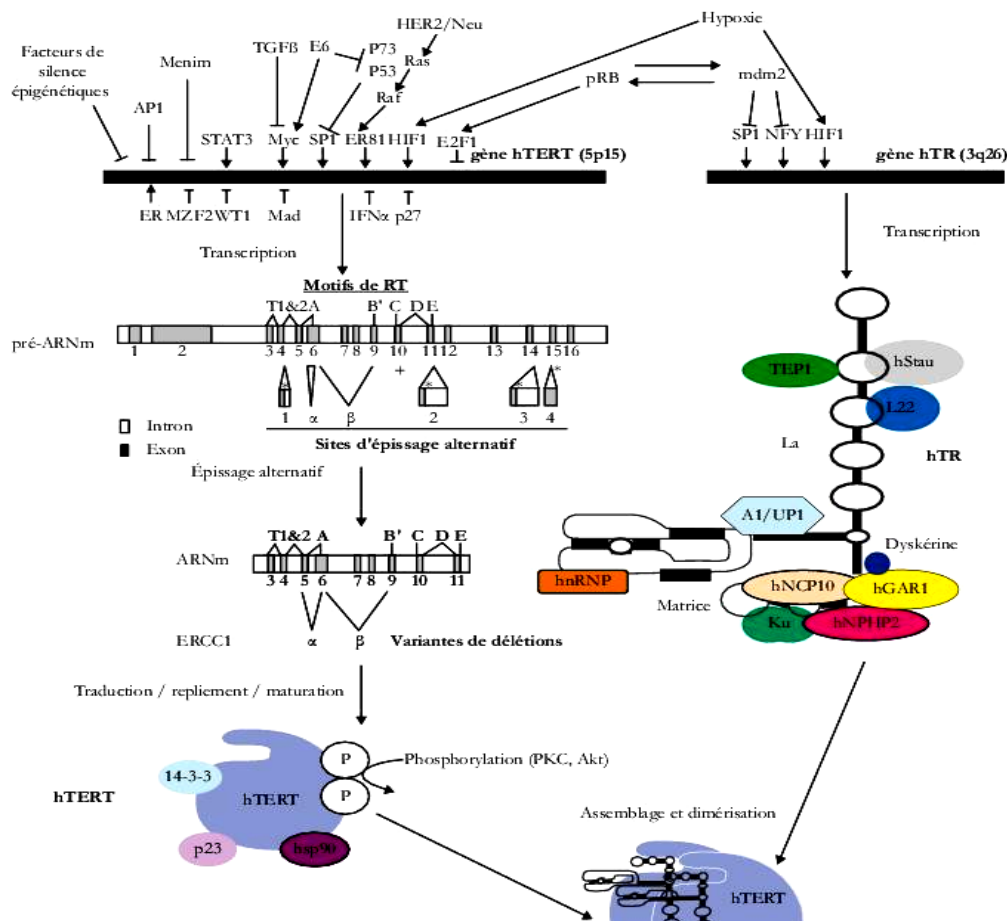 HER2/Neu
Hypoxie
TGFß E6 P73
Facteurs de
silence
épigénétiques
Menim
P53 Ras
pRB
mdm2
Raf
AP1
STAT3 Myc SP1 ER81 HIF1 E2F1
SP1 NFY HIF1
gène hTERT (5p15)
gène hTR (3q26)
ER MZF2 WT1 Mad IFNα p27
Transcription
Transcription
Motifs de RT
T1&2 A B' C D E
pré-ARNm
1 2 3 4 5 6 7 8 9 10 11 12 13 14 15 16
+
* * * *
1 α β 2 3 4
Intron
Exon
Sites d'épissage alternatif
Épissage alternatif
TEP1
hStau
L22
La
hTR
A1/UP1
Dyskérine
hnRNP
Matrice
hNCP10
hGAR1
Ku
hNPHP2
ARNm
T1&2 A B' C D E
3 4 5 6 7 8 9 10 11
ERCC1 α β Variantes de délétions
Traduction / repliement / maturation
P
Phosphorylation (PKC, Akt)
14-3-3
hTERT
hTERT
P
p23
hsp90
Assemblage et dimérisation
hTERT